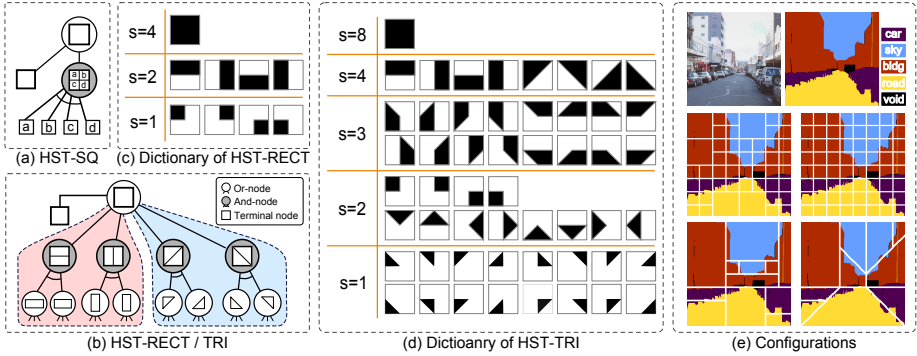 a b
c d
a b c d
(a) HST-SQ
s=4
s=2
s=1
(c) Dictionary of HST-RECT
Or-node
And-node
Terminal node
(b) HST-RECT / TRI
s=8
s=4
s=3
s=2
s=1
(d) Dictioanry of HST-TRI
car
sky
bldg
road
void
(e) Configurations